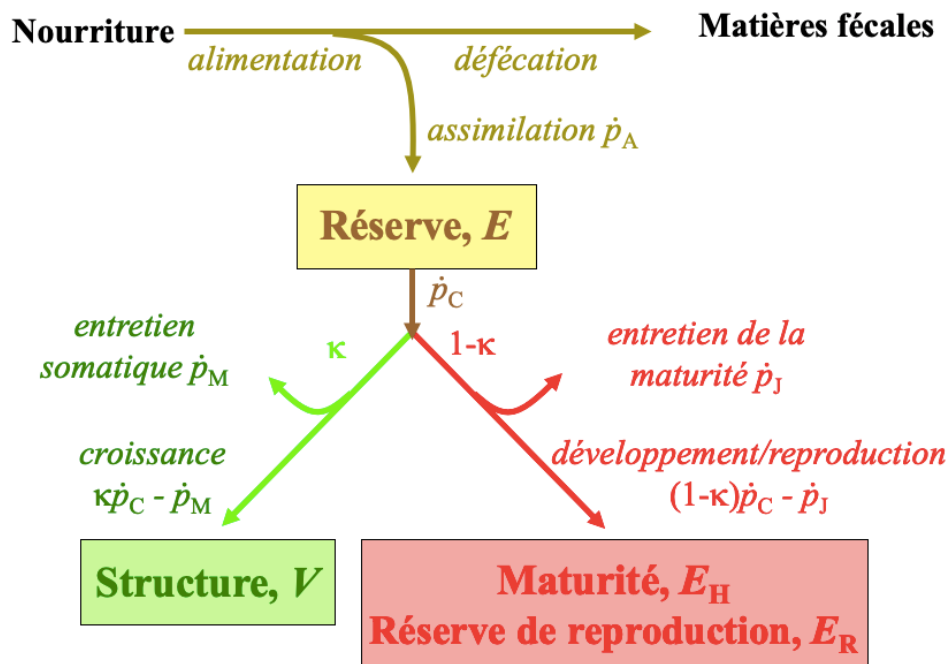 Nourriture
Matières fécales
alimentation
défécation
assimilation ṗA
Réserve, E
ṗC
κ
1-κ
entretien
somatique ṗM
entretien de la
maturité ṗJ
croissance
κṗC - ṗM
développement/reproduction
(1-κ)ṗC - ṗJ
Structure, V
Maturité, EH
Réserve de reproduction, ER